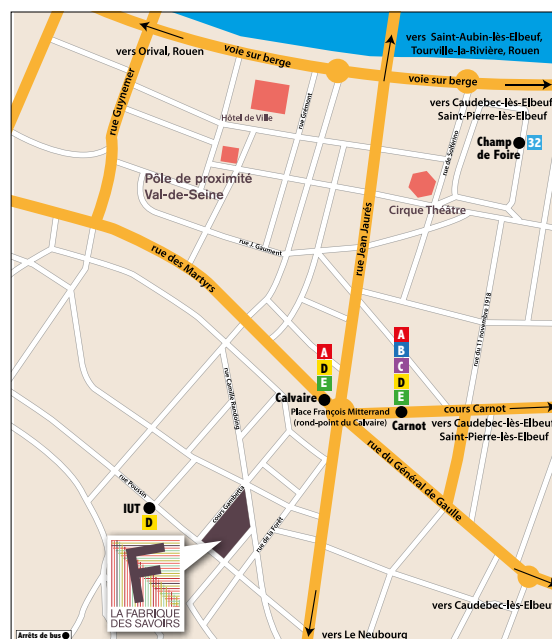 vers Saint-Aubin-lès-Elbeuf,
Tourville-la-Rivière, Rouen
vers Orival, Rouen
voie sur berge
voie sur berge
vers Caudebec-lès-Elbeuf
Saint-Pierre-lès-Elbeuf
rue Guynemer
Hôtel de Ville
rue Grémont
rue de Solférino
Champ
de Foire
32
Pôle de proximité
Val-de-Seine
Cirque Théâtre
rue J. Gaument
rue Jean Jaurés
rue des Martyrs
rue du 11 novembre 1918
A
D
E
A
B
C
D
E
rue Camille Randoing
Calvaire
Place François Mitterrand
(rond-point du Calvaire)
Carnot
cours Carnot
vers Caudebec-lès-Elbeuf
Saint-Pierre-lès-Elbeuf
rue du Général de Gaulle
rue Poussin
cours Gambetta
rue de la Forêt
IUT
D
F
LA FABRIQUE
DES SAVOIRS
vers Caudebec-lès-Elbeuf
vers Le Neubourg
Arrêts de bus